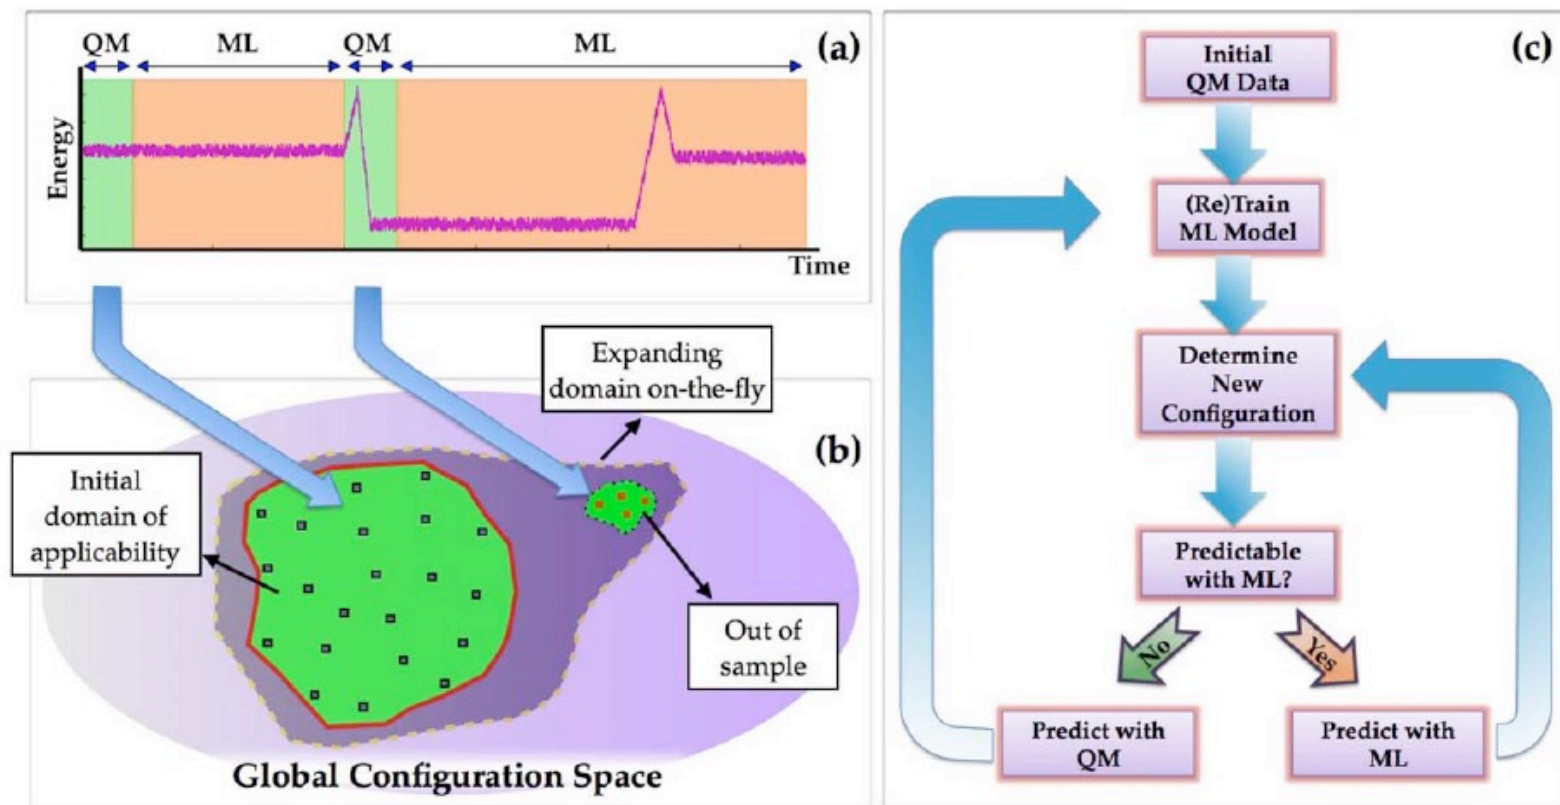 QM ML QM ML (a)
Energy
Time
Expanding
domain on-the-fly
(b)
Initial
domain of
applicability
Out of
sample
Global Configuration Space
(c)
Initial
QM Data
(Re)Train
ML Model
Determine
New
Configuration
Predictable
with ML?
No
Yes
Predict with
QM
Predict with
ML